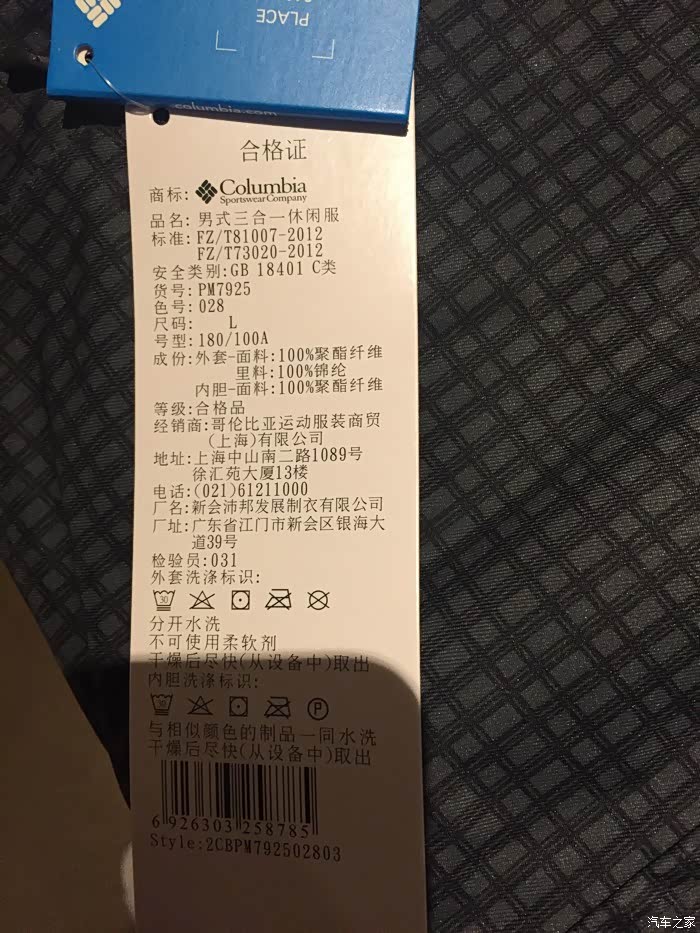 PLACE
columbia.com
合格证
商标: Columbia
Sportswear Company
品名: 男式三合一休闲服
标准: FZ/T81007-2012
FZ/T73020-2012
安全类别:GB 18401 C类
货号: PM7925
色号: 028
尺码: L
号型: 180/100A
成份: 外套-面料:100%聚酯纤维
里料:100%锦纶
内胆-面料:100%聚酯纤维
等级: 合格品
经销商: 哥伦比亚运动服装商贸
(上海)有限公司
地址: 上海中山南二路1089号
徐汇苑大厦13楼
电话:(021)61211000
厂名: 新会沛邦发展制衣有限公司
厂址: 广东省江门市新会区银海大
道39号
检验员:031
外套洗涤标识:
30
分开水洗
不可使用柔软剂
干燥后尽快(从设备中)取出
内胆洗涤标识:
30 P
与相似颜色的制品一同水洗
干燥后尽快(从设备中)取出
6 926303 258785
Style:2CBPM792502803
汽车之家